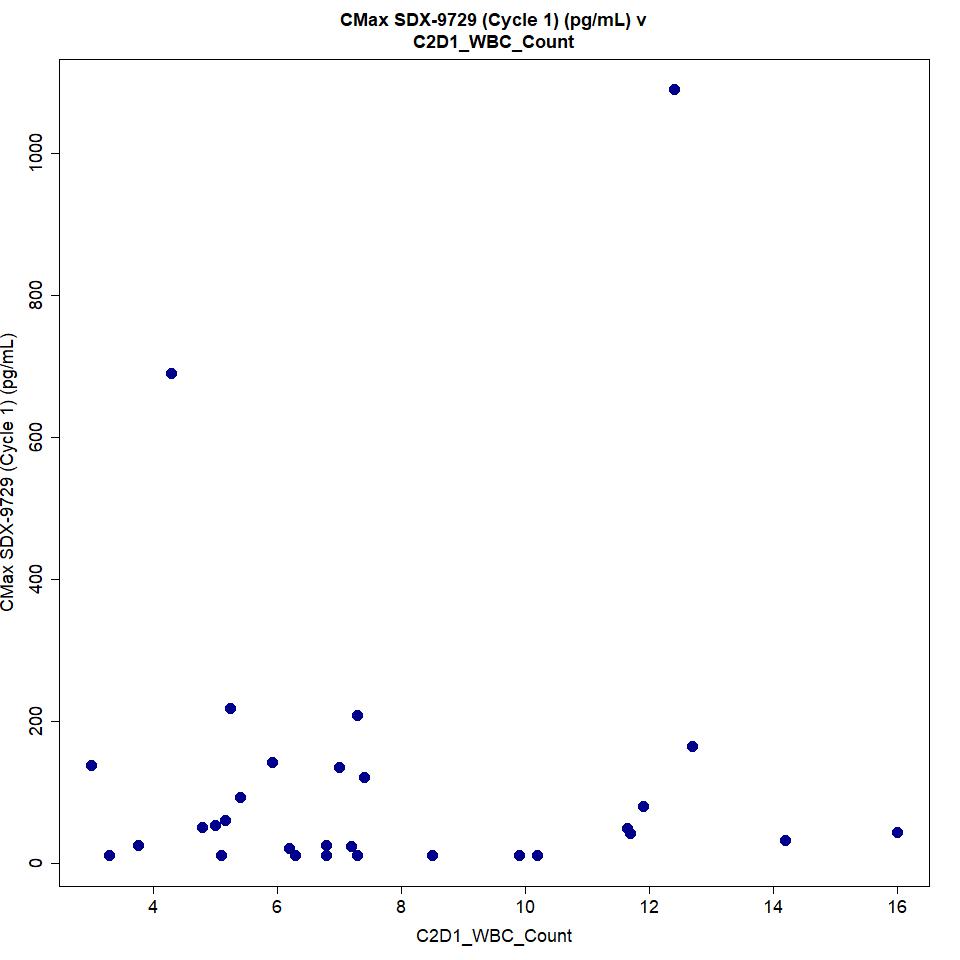 CMax SDX-9729 (Cycle 1) (pg/mL) v
C2D1_WBC_Count
CMax SDX-9729 (Cycle 1) (pg/mL)
1000
800
600
400
200
0
4 6 8 10 12 14 16
C2D1_WBC_Count